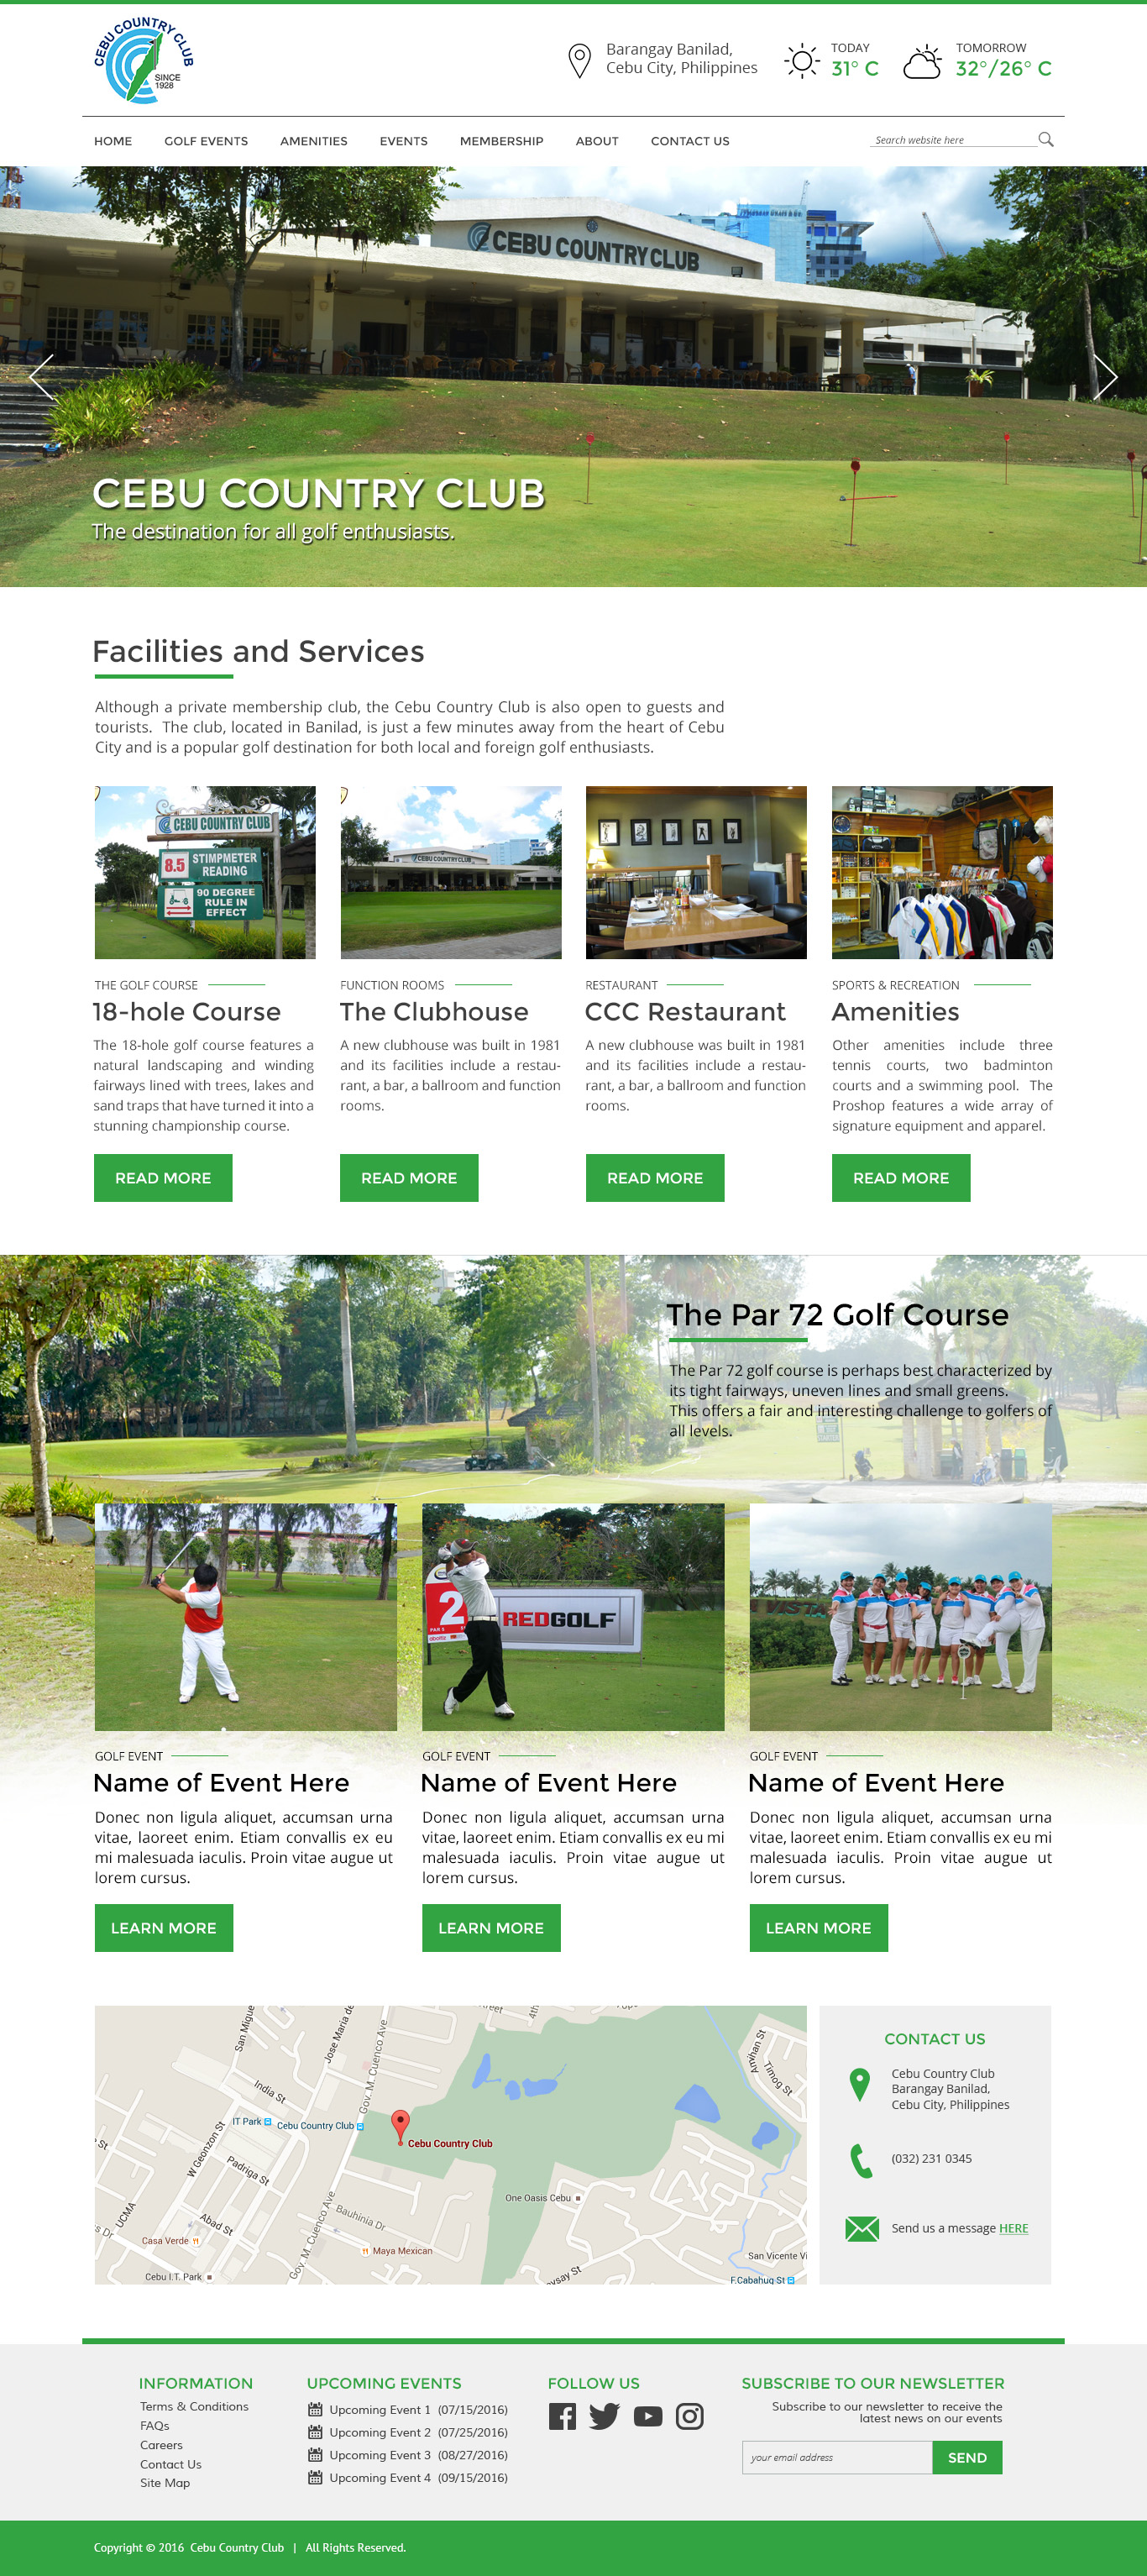 CEBU COUNTRY CLUB
SINCE
1928
Barangay Banilad,
Cebu City, Philippines
TODAY
31° C
TOMORROW
32°/26° C
HOME
GOLF EVENTS
AMENITIES
EVENTS
MEMBERSHIP
ABOUT
CONTACT US
Search website here
CEBU COUNTRY CLUB
CEBU COUNTRY CLUB
The destination for all golf enthusiasts.
Facilities and Services
Although a private membership club, the Cebu Country Club is also open to guests and
tourists. The club, located in Banilad, is just a few minutes away from the heart of Cebu
City and is a popular golf destination for both local and foreign golf enthusiasts.
CEBU COUNTRY CLUB
8.5
STIMPMETER
READING
90 DEGREE
RULE IN
EFFECT
THE GOLF COURSE
18-hole Course
The 18-hole golf course features a
natural landscaping and winding
fairways lined with trees, lakes and
sand traps that have turned it into a
stunning championship course.
READ MORE
CEBU COUNTRY CLUB
FUNCTION ROOMS
The Clubhouse
A new clubhouse was built in 1981
and its facilities include a restau-
rant, a bar, a ballroom and function
rooms.
READ MORE
RESTAURANT
CCC Restaurant
A new clubhouse was built in 1981
and its facilities include a restau-
rant, a bar, a ballroom and function
rooms.
READ MORE
SPORTS & RECREATION
Amenities
Other amenities include three
tennis courts, two badminton
courts and a swimming pool. The
Proshop features a wide array of
signature equipment and apparel.
READ MORE
The Par 72 Golf Course
The Par 72 golf course is perhaps best characterized by
its tight fairways, uneven lines and small greens.
This offers a fair and interesting challenge to golfers of
all levels.
GOLF EVENT
Name of Event Here
Donec non ligula aliquet, accumsan urna
vitae, laoreet enim. Etiam convallis ex eu
mi malesuada iaculis. Proin vitae augue ut
lorem cursus.
LEARN MORE
2
PAR 5
REDGOLF
GOLF EVENT
Name of Event Here
Donec non ligula aliquet, accumsan urna
vitae, laoreet enim. Etiam convallis ex eu mi
malesuada iaculis. Proin vitae augue ut
lorem cursus.
LEARN MORE
VISTA
GOLF EVENT
Name of Event Here
Donec non ligula aliquet, accumsan urna
vitae, laoreet enim. Etiam convallis ex eu mi
malesuada iaculis. Proin vitae augue ut
lorem cursus.
LEARN MORE
San Migue
Jose Maria de
Gov. M. Cuenco Ave
India St
IT Park
Cebu Country Club
Cebu Country Club
W Geonzon St
Padriga St
Abad St
UCMA
Casa Verde
Cebu I.T. Park
Gov. M. Cuenco Ave
Bauhinia Dr
Maya Mexican
One Oasis Cebu
Anihan St
Timog St
San Vicente Vi
F.Cabahug St
CONTACT US
Cebu Country Club
Barangay Banilad,
Cebu City, Philippines
(032) 231 0345
Send us a message HERE
INFORMATION
Terms & Conditions
FAQs
Careers
Contact Us
Site Map
UPCOMING EVENTS
Upcoming Event 1 (07/15/2016)
Upcoming Event 2 (07/25/2016)
Upcoming Event 3 (08/27/2016)
Upcoming Event 4 (09/15/2016)
FOLLOW US
SUBSCRIBE TO OUR NEWSLETTER
Subscribe to our newsletter to receive the
latest news on our events
your email address
SEND
Copyright © 2016 Cebu Country Club | All Rights Reserved.